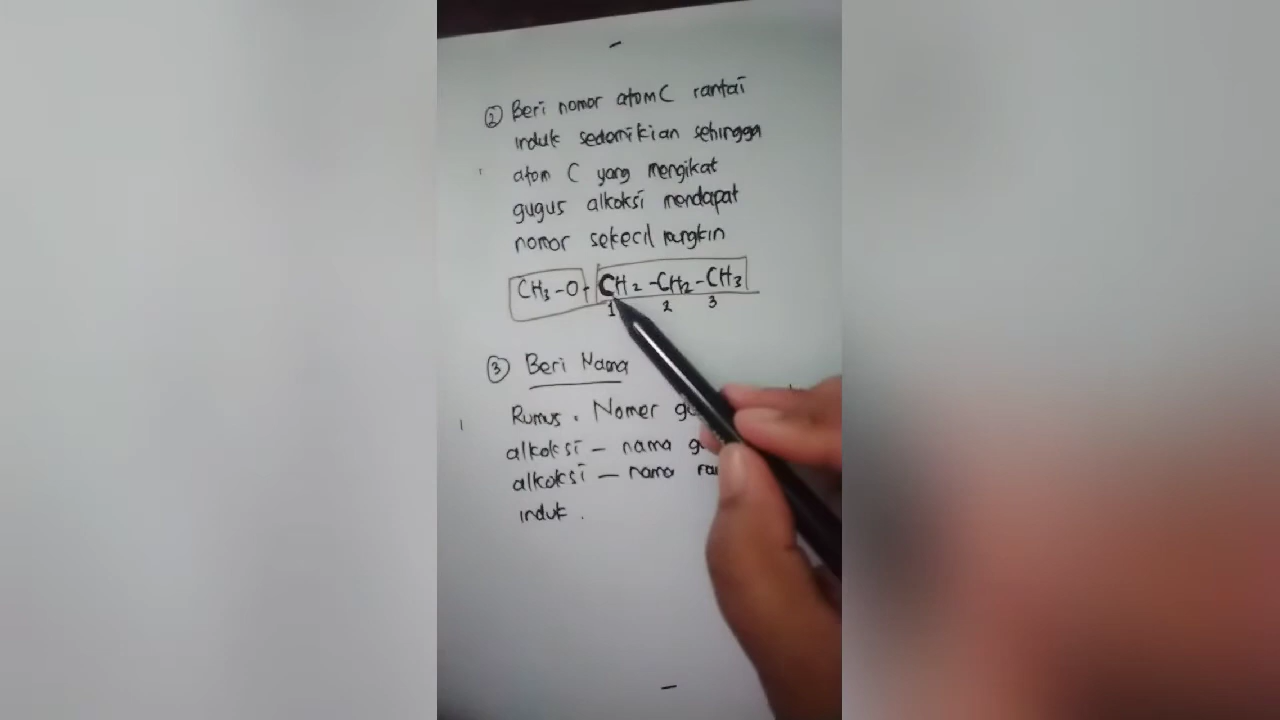 ② Beri nomor atom C rantai
induk sedemikian sehingga
atom C yang mengikat
gugus alkoksi mendapat
nomor sekecil mungkin
CH₃-O-CH₂-CH₂-CH₃
1 2 3
③ Beri Nama
Rumus. Nomer
alkoksi - nama
alkoksi - nama
induk.